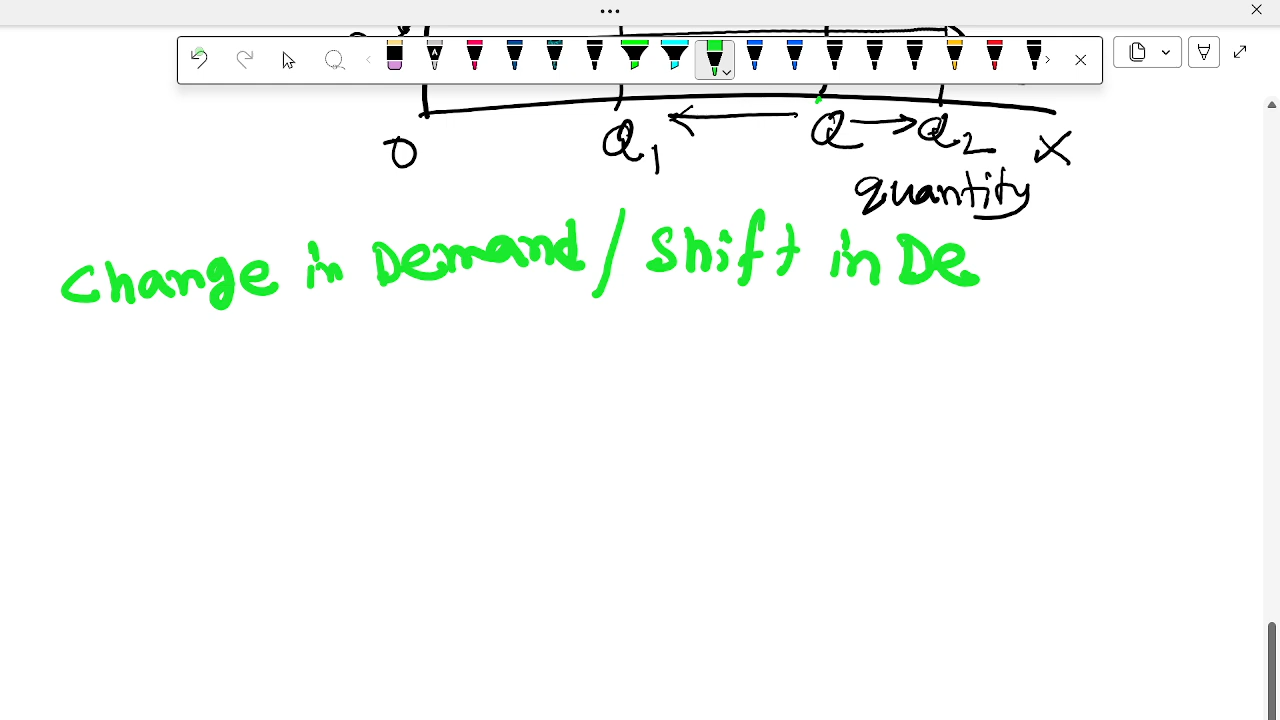 O Q1 Q Q2 X
quantity
Change in Demand / Shift in De